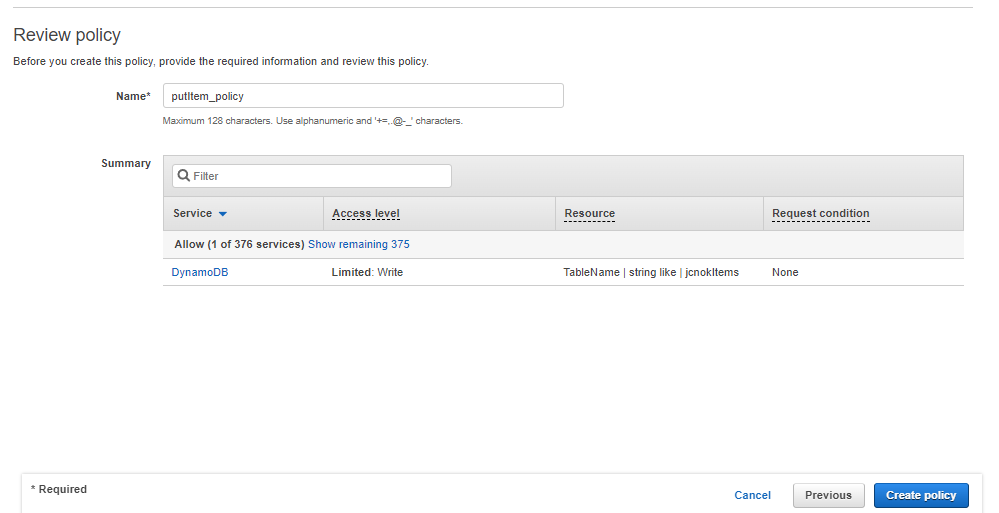 Review policy
Before you create this policy, provide the required information and review this policy.
Name* putItem_policy
Maximum 128 characters. Use alphanumeric and '+=,.@-_' characters.
Summary
Filter
Service Access level Resource Request condition
Allow (1 of 376 services) Show remaining 375
DynamoDB Limited: Write TableName | string like | jcnokItems None
* Required Cancel Previous Create policy